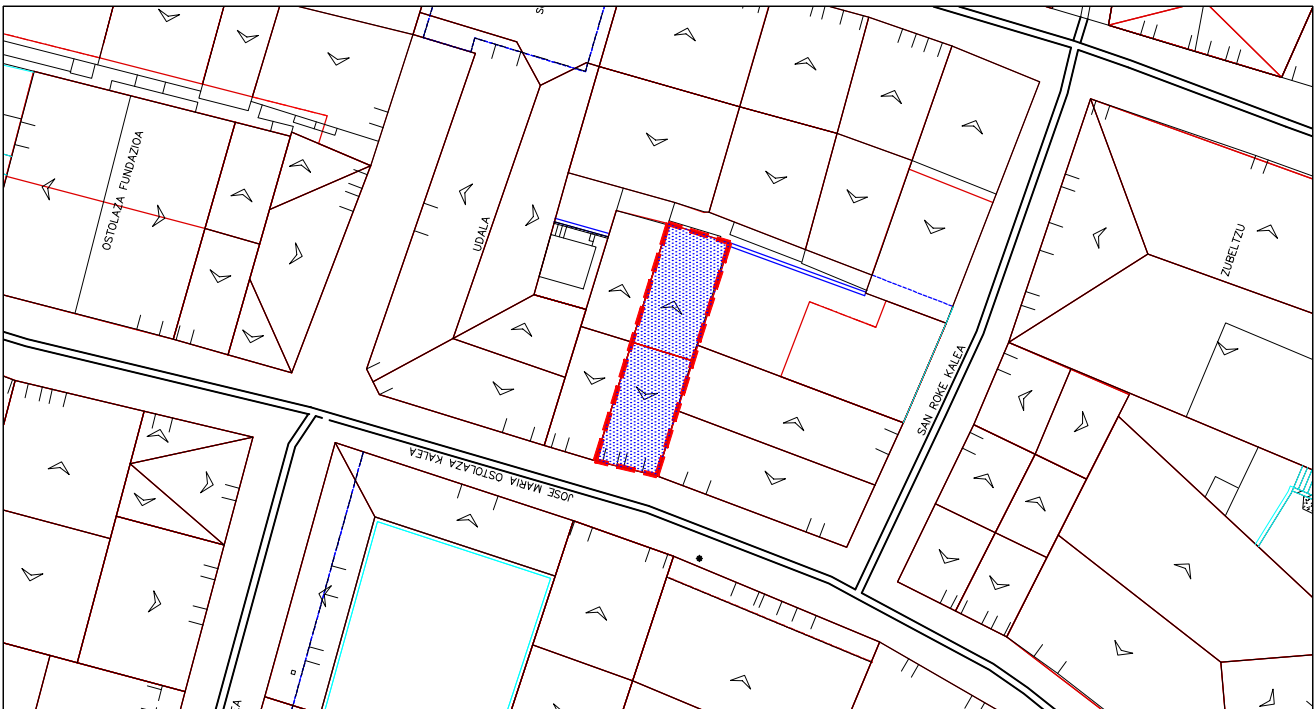 OSTOLAZA FUNDAZIOA
UDALA
ZUBELTZU
SAN ROKE KALEA
JOSE MARIA OSTOLAZA KALEA